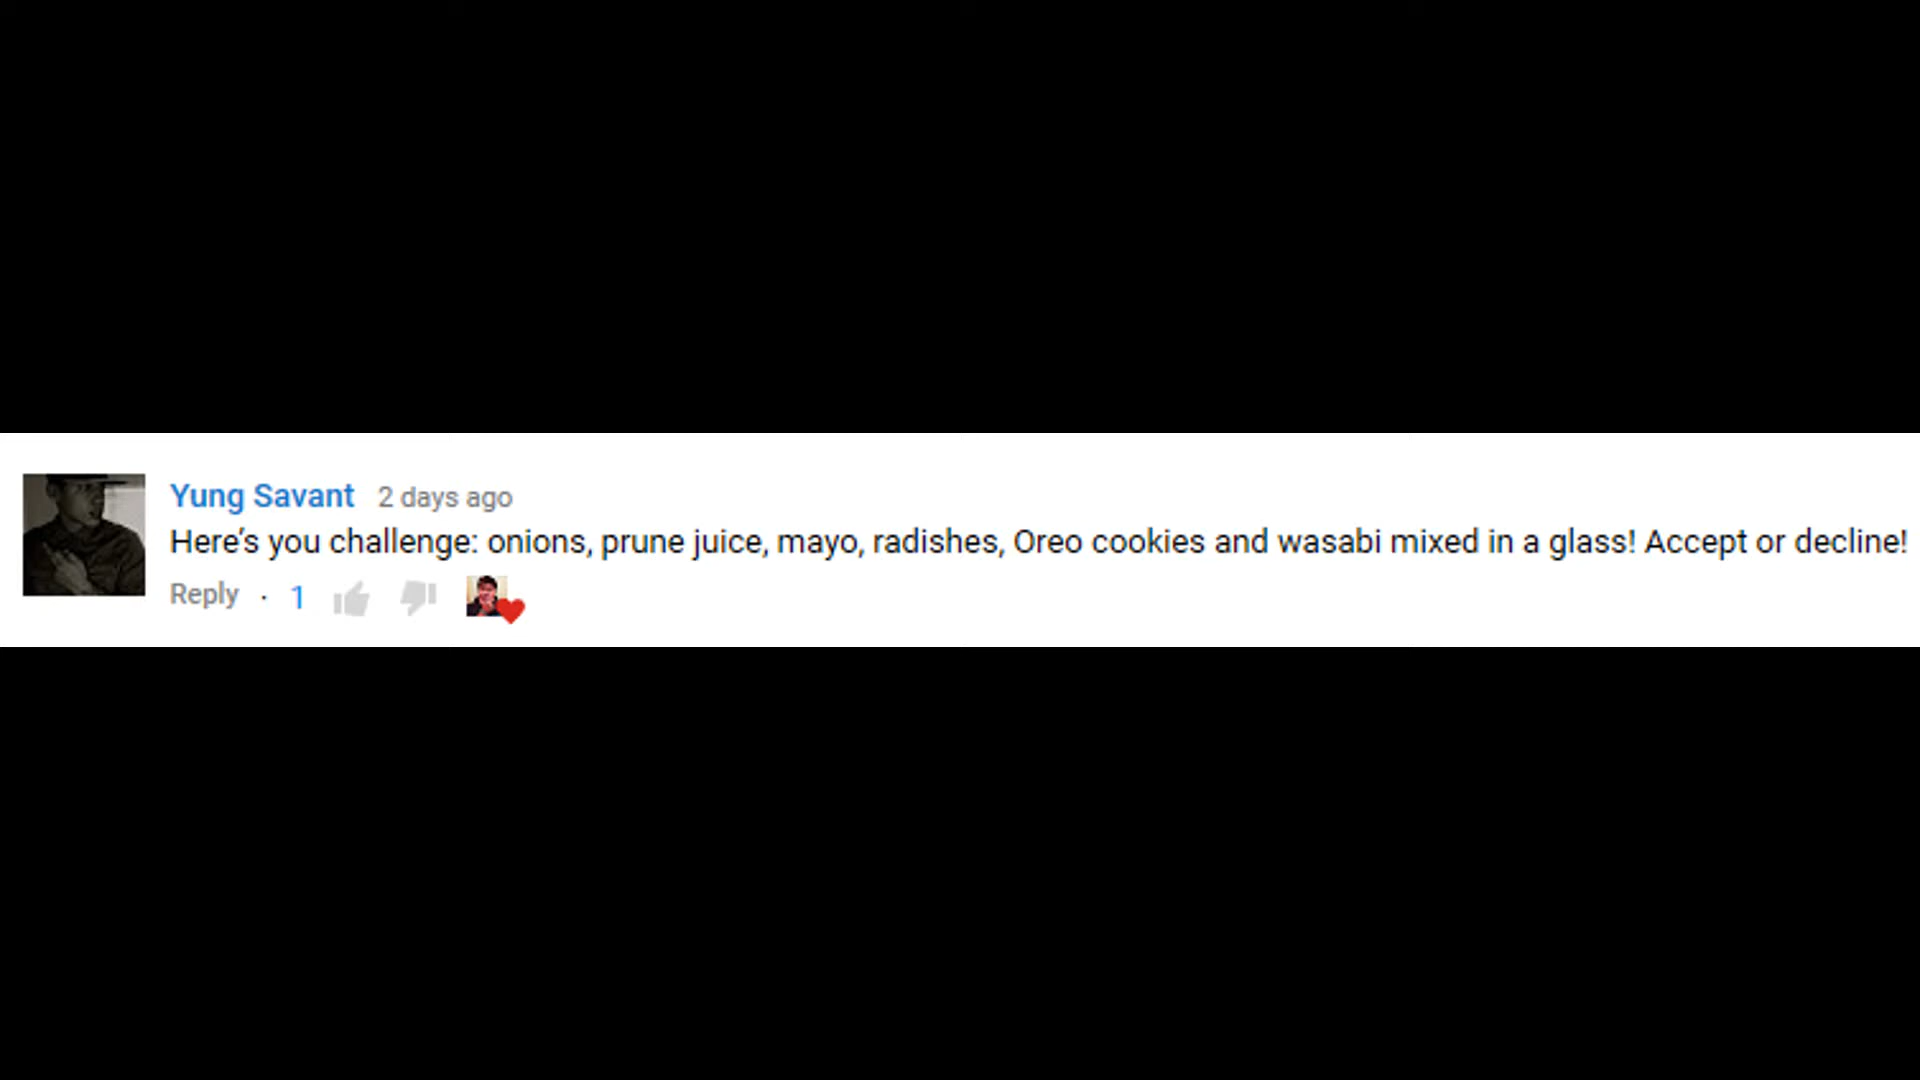 Yung Savant 2 days ago
Here’s you challenge: onions, prune juice, mayo, radishes, Oreo cookies and wasabi mixed in a glass! Accept or decline!
Reply · 1